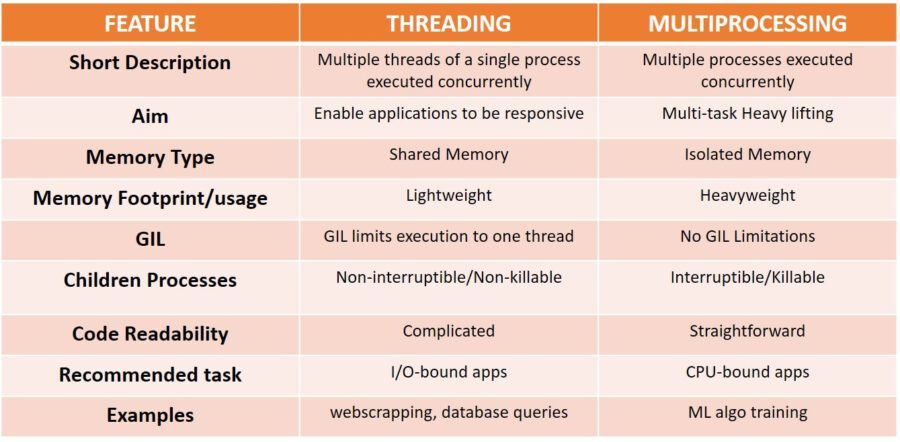 FEATURE THREADING MULTIPROCESSING
Short Description Multiple threads of a single process Multiple processes executed
executed concurrently concurrently
Aim Enable applications to be responsive Multi-task Heavy lifting
Memory Type Shared Memory Isolated Memory
Memory Footprint/usage Lightweight Heavyweight
GIL GIL limits execution to one thread No GIL Limitations
Children Processes Non-interruptible/Non-killable Interruptible/Killable
Code Readability Complicated Straightforward
Recommended task I/O-bound apps CPU-bound apps
Examples webscrapping, database queries ML algo training